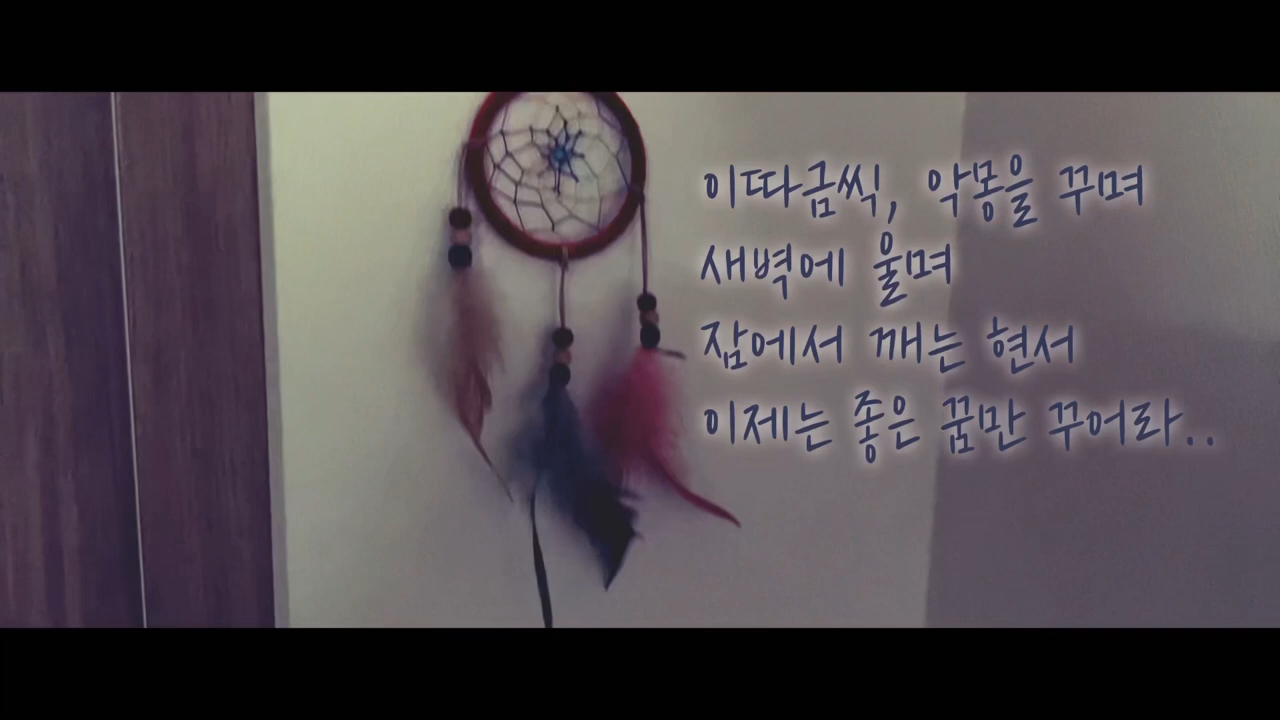 이따금씩, 악몽을 꾸며
새벽에 울며
잠에서 깨는 현서
이제는 좋은 꿈만 꾸어라..